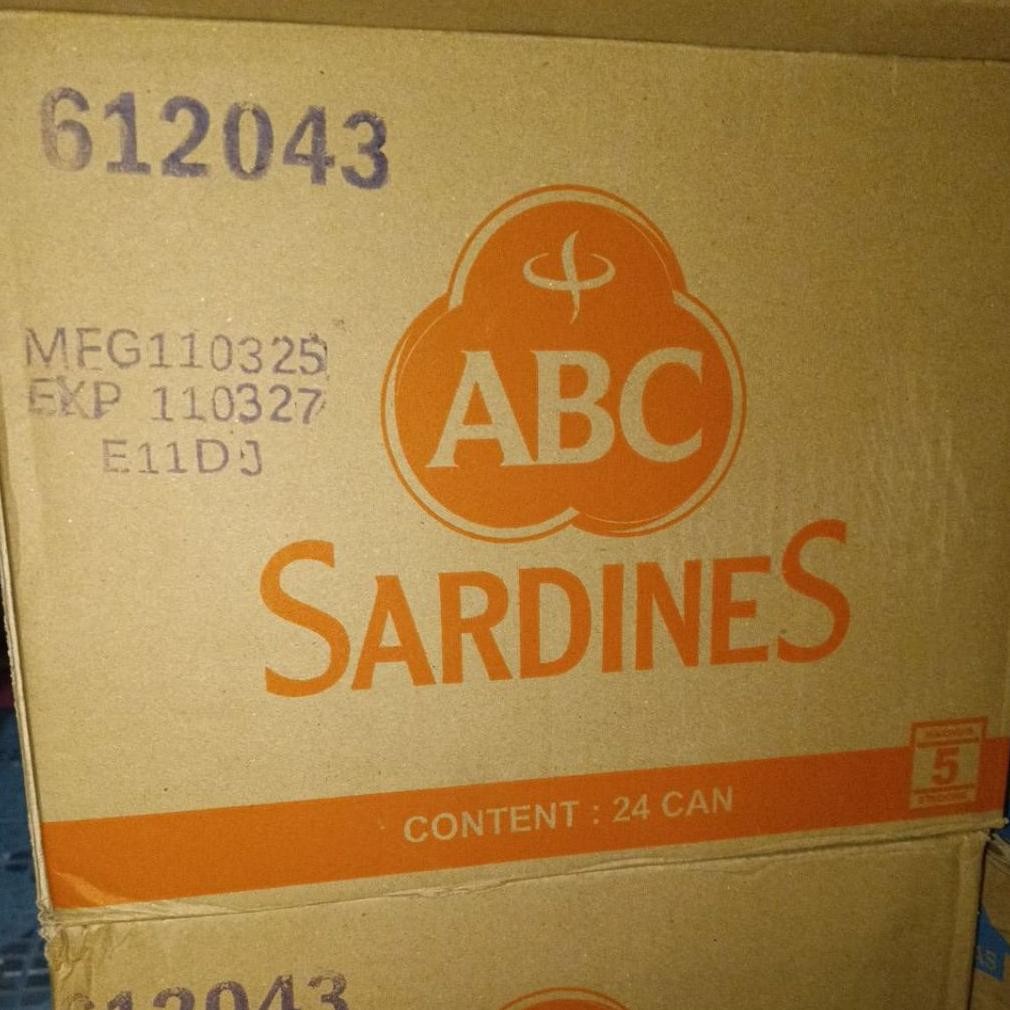 612043
MFG110325
EXP 110327
E11DJ
ABC
SARDINES
CONTENT : 24 CAN
5
612043